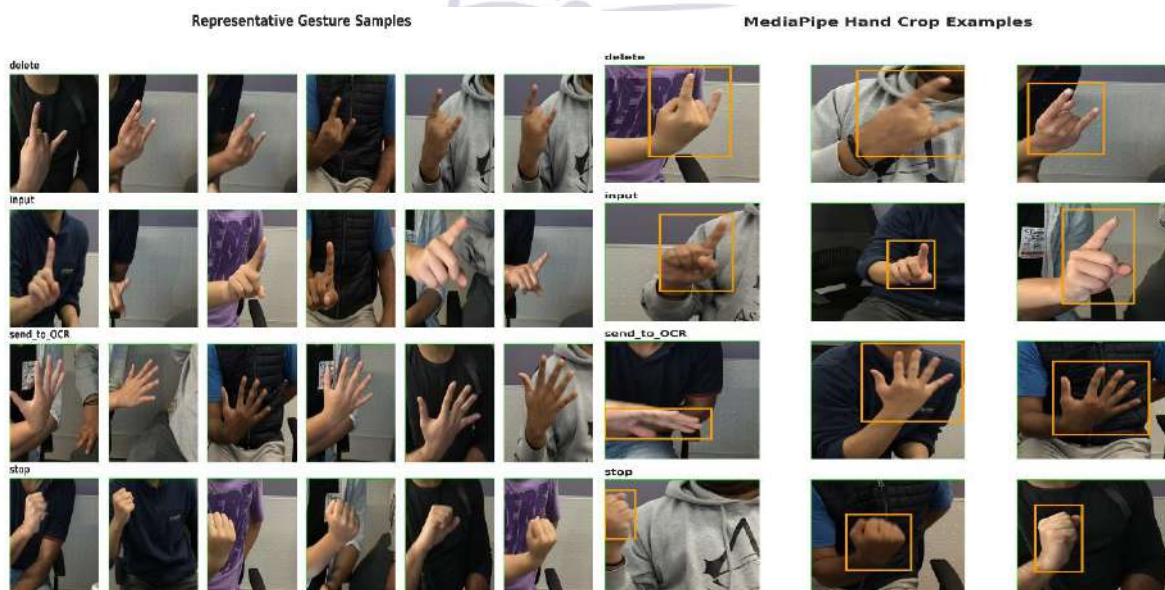 Representative Gesture Samples
delete
input
send_to_OCR
stop
MediaPipe Hand Crop Examples
delete
input
send_to_OCR
stop